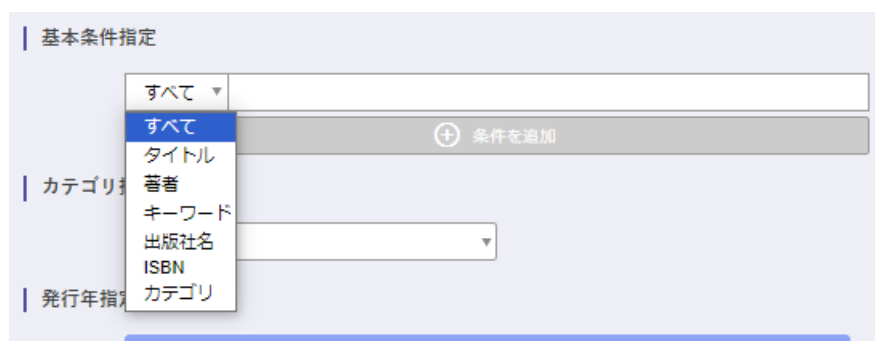 基本条件指定
すべて
すべて
条件を追加
タイトル
著者
カテゴリ
キーワード
出版社名
ISBN
カテゴリ
発行年指